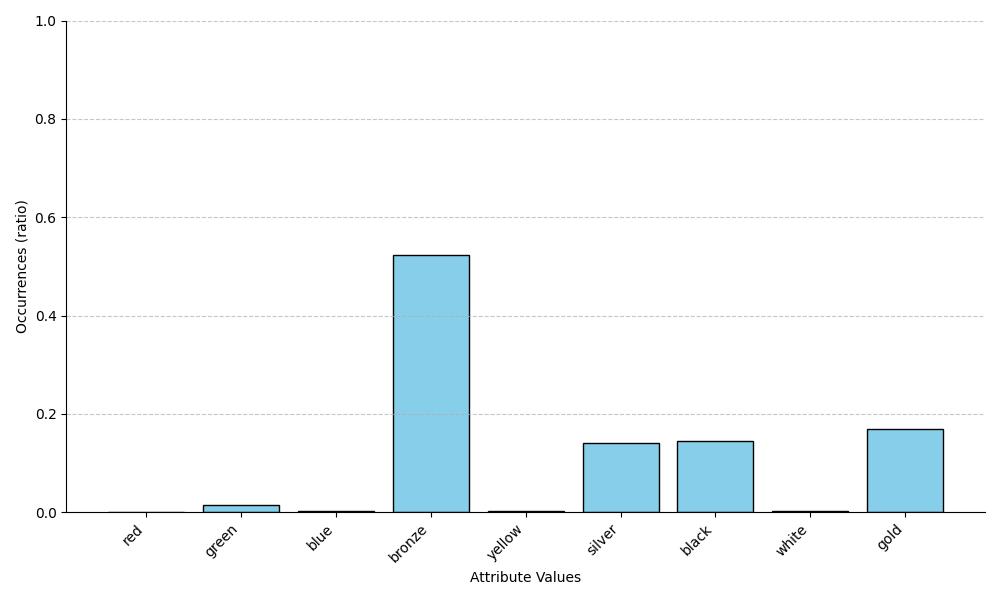 1.0
0.8
0.6
0.4
0.2
0.0
Occurrences (ratio)
red
green
blue
bronze
yellow
silver
black
white
gold
Attribute Values